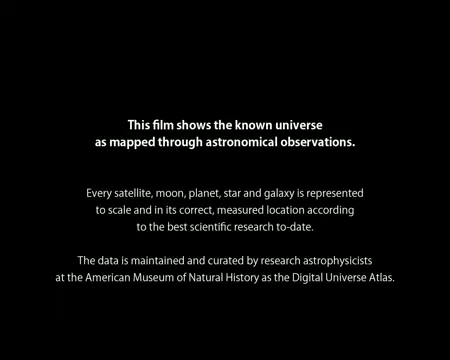 This film shows the known universe
as mapped through astronomical observations.
Every satellite, moon, planet, star and galaxy is represented
to scale and in its correct, measured location according
to the best scientific research to-date.
The data is maintained and curated by research astrophysicists
at the American Museum of Natural History as the Digital Universe Atlas.